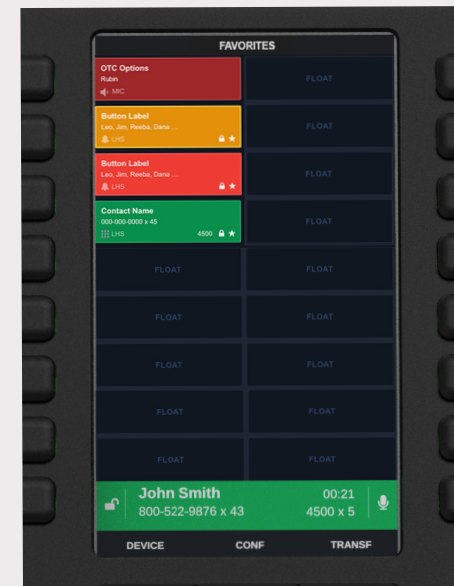 FAVORITES
OTC Options
Rubin
MIC
FLOAT
Button Label
Leo, Jim, Reeba, Dana ...
LHS
FLOAT
Button Label
Leo, Jim, Reeba, Dana ...
LHS
FLOAT
Contact Name
000-000-0000 x 45
LHS 4500
FLOAT
FLOAT FLOAT
FLOAT FLOAT
FLOAT FLOAT
FLOAT FLOAT
FLOAT FLOAT
John Smith 00:21
800-522-9876 x 43 4500 x 5
DEVICE CONF TRANSF